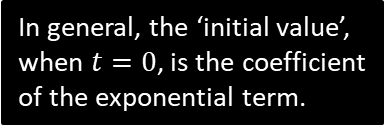 In general, the ‘initial value’,
when 𝑡 = 0, is the coefficient
of the exponential term.